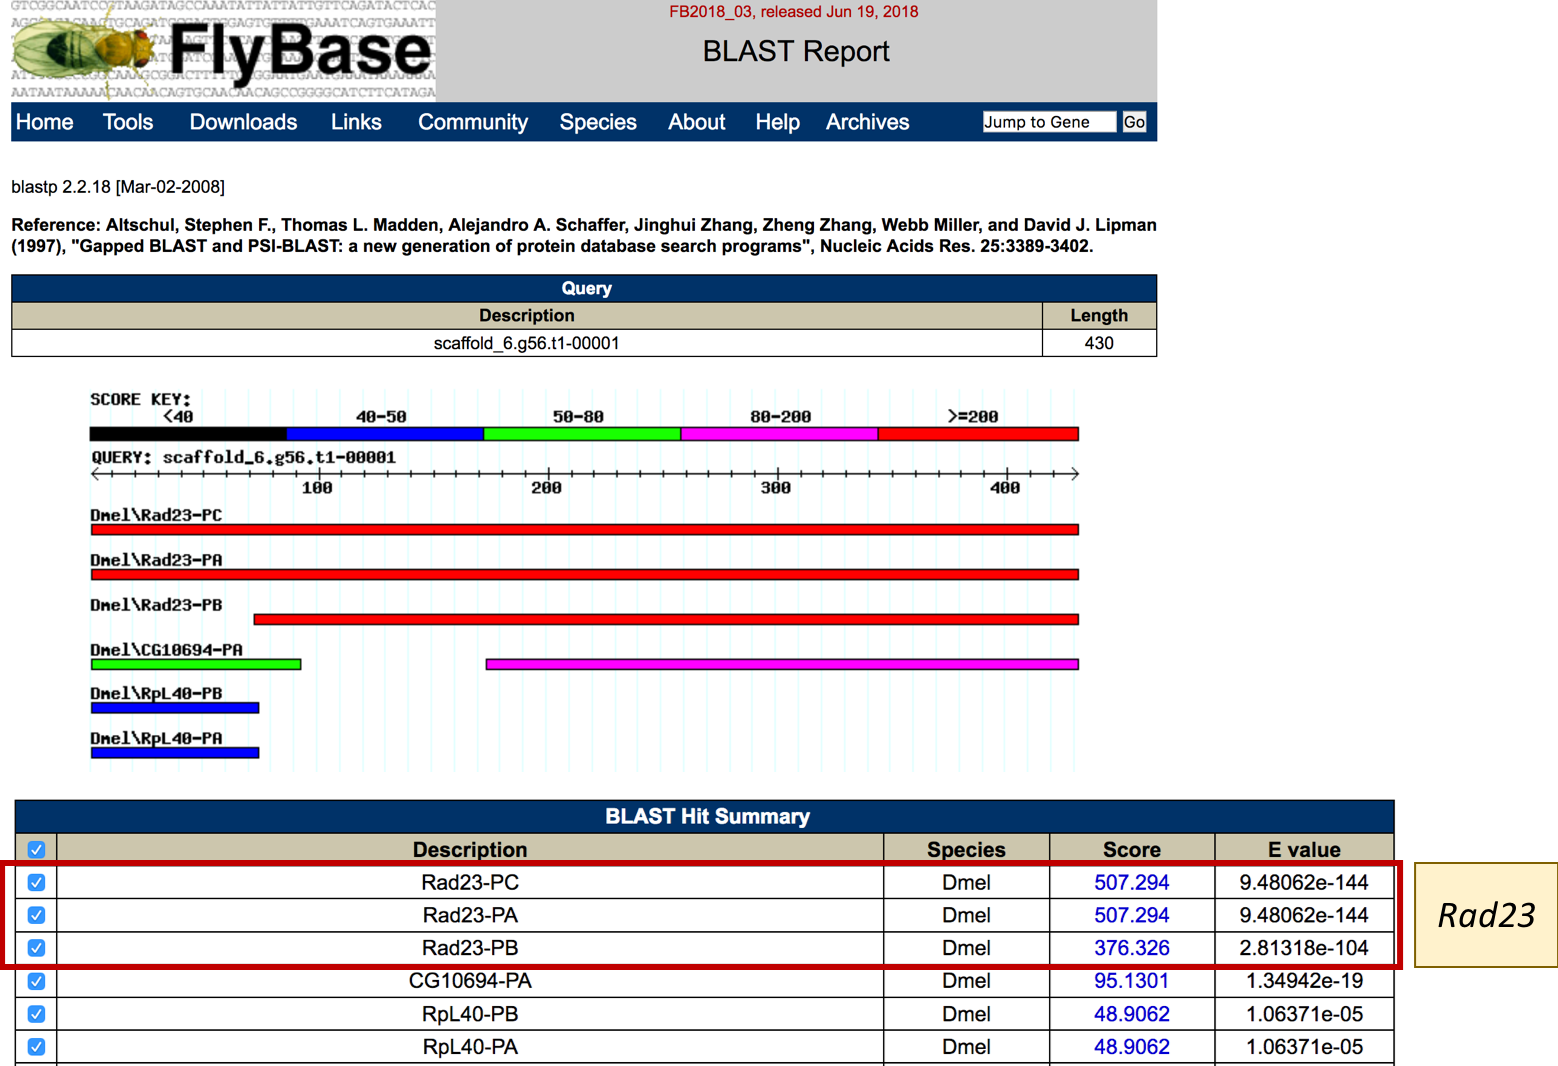 FlyBase
FB2018_03, released Jun 19, 2018
BLAST Report
Home Tools Downloads Links Community Species About Help Archives Jump to Gene Go
blastp 2.2.18 [Mar-02-2008]
Reference: Altschul, Stephen F., Thomas L. Madden, Alejandro A. Schaffer, Jinghui Zhang, Zheng Zhang, Webb Miller, and David J. Lipman
(1997), "Gapped BLAST and PSI-BLAST: a new generation of protein database search programs", Nucleic Acids Res. 25:3389-3402.
Query
Description Length
scaffold_6.g56.t1-00001 430
SCORE KEY:
<40 40-50 50-80 80-200 >=200
QUERY: scaffold_6.g56.t1-00001
100 200 300 400
Dmel\Rad23-PC
Dmel\Rad23-PA
Dmel\Rad23-PB
Dmel\CG10694-PA
Dmel\RpL40-PB
Dmel\RpL40-PA
BLAST Hit Summary
Description Species Score E value
Rad23-PC Dmel 507.294 9.48062e-144
Rad23-PA Dmel 507.294 9.48062e-144
Rad23-PB Dmel 376.326 2.81318e-104
CG10694-PA Dmel 95.1301 1.34942e-19
RpL40-PB Dmel 48.9062 1.06371e-05
RpL40-PA Dmel 48.9062 1.06371e-05
Rad23